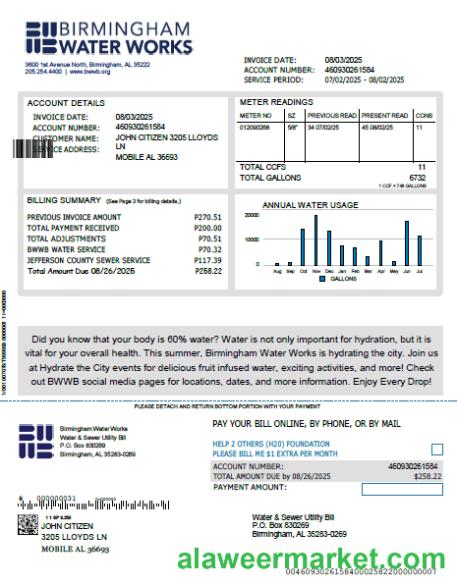 BIRMINGHAM
WATER WORKS
3600 1st Avenue North, Birmingham, AL 35222
205.254.4400 | www.bwwb.org
INVOICE DATE: 08/03/2025
ACCOUNT NUMBER: 460930261584
SERVICE PERIOD: 07/02/2025 - 08/02/2025
ACCOUNT DETAILS
INVOICE DATE: 08/03/2025
ACCOUNT NUMBER: 460930261584
CUSTOMER NAME: JOHN CITIZEN 3205 LLOYDS
LN
SERVICE ADDRESS:
MOBILE AL 36693
METER READINGS
METER NO SZ PREVIOUS READ PRESENT READ CONS
012090268 5/8" 34 07/02/25 45 08/02/25 11
TOTAL CCFS 11
TOTAL GALLONS 6732
1 CCF = 748 GALLONS
BILLING SUMMARY (See Page 3 for billing details.)
PREVIOUS INVOICE AMOUNT P270.51
TOTAL PAYMENT RECEIVED P200.00
TOTAL ADJUSTMENTS P70.51
BWWB WATER SERVICE P70.32
JEFFERSON COUNTY SEWER SERVICE P117.39
Total Amount Due 08/26/2025 P258.22
ANNUAL WATER USAGE
20000
10000
0
Aug Sep Oct Nov Dec Jan Feb Mar Apr May Jun Jul
GALLONS
Did you know that your body is 60% water? Water is not only important for hydration, but it is
vital for your overall health. This summer, Birmingham Water Works is hydrating the city. Join us
at Hydrate the City events for delicious fruit infused water, exciting activities, and more! Check
out BWWB social media pages for locations, dates, and more information. Enjoy Every Drop!
PLEASE DETACH AND RETURN BOTTOM PORTION WITH YOUR PAYMENT
Birmingham Water Works
Water & Sewer Utility Bill
P.O. Box 830269
Birmingham, AL 35283-0269
PAY YOUR BILL ONLINE, BY PHONE, OR BY MAIL
HELP 2 OTHERS (H20) FOUNDATION
PLEASE BILL ME $1 EXTRA PER MONTH
ACCOUNT NUMBER: 460930261584
TOTAL AMOUNT DUE by 08/26/2025 $258.22
PAYMENT AMOUNT:
000000031
JOHN CITIZEN
3205 LLOYDS LN
MOBILE AL 36693
Water & Sewer Utility Bill
P.O. Box 830269
Birmingham, AL 35283-0269
alaweermarket.com